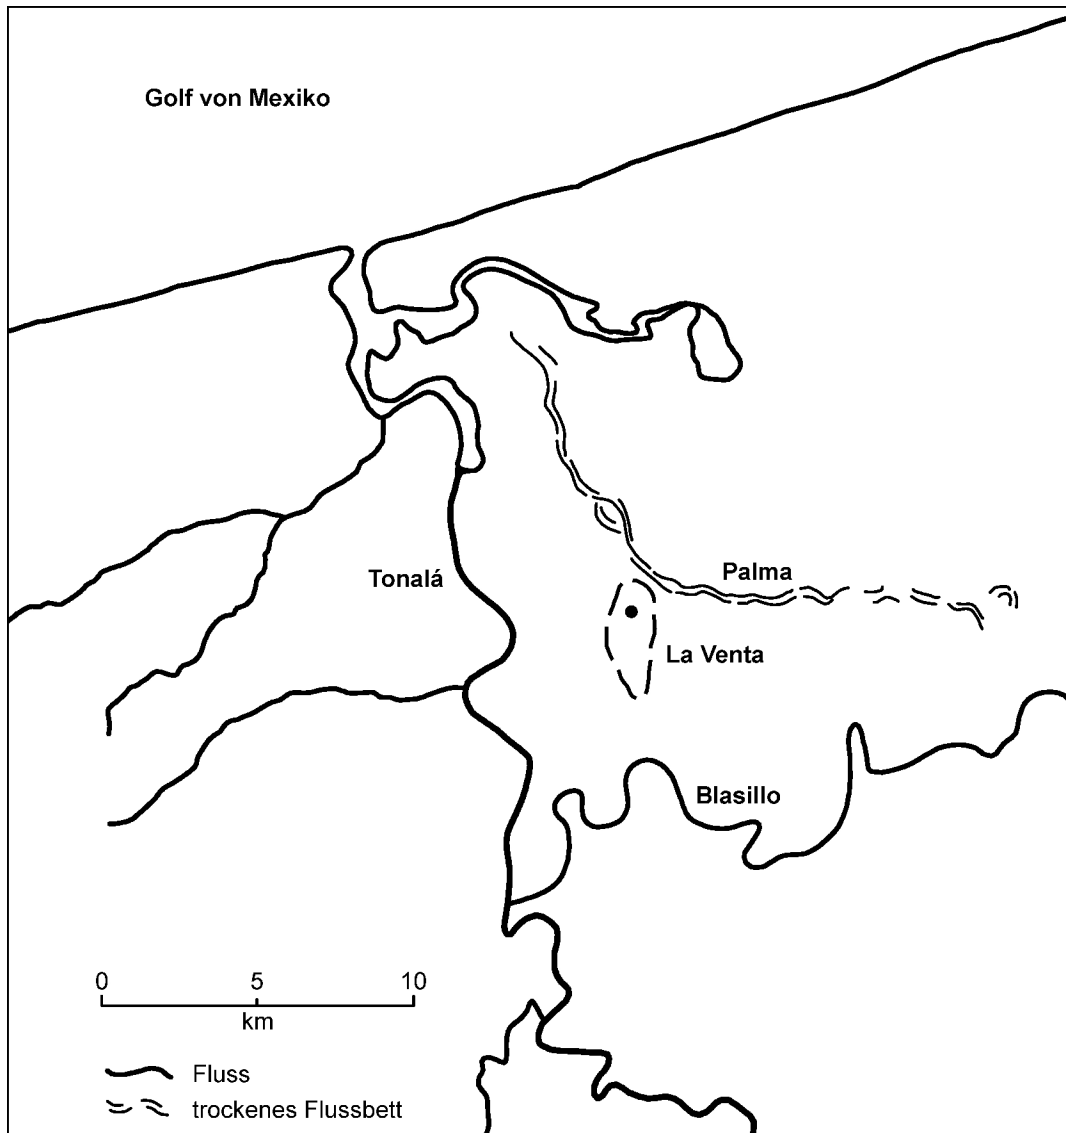 Golf von Mexiko
Palma
Tonalá
La Venta
Blasillo
0 5 10
km
Fluss
trockenes Flussbett